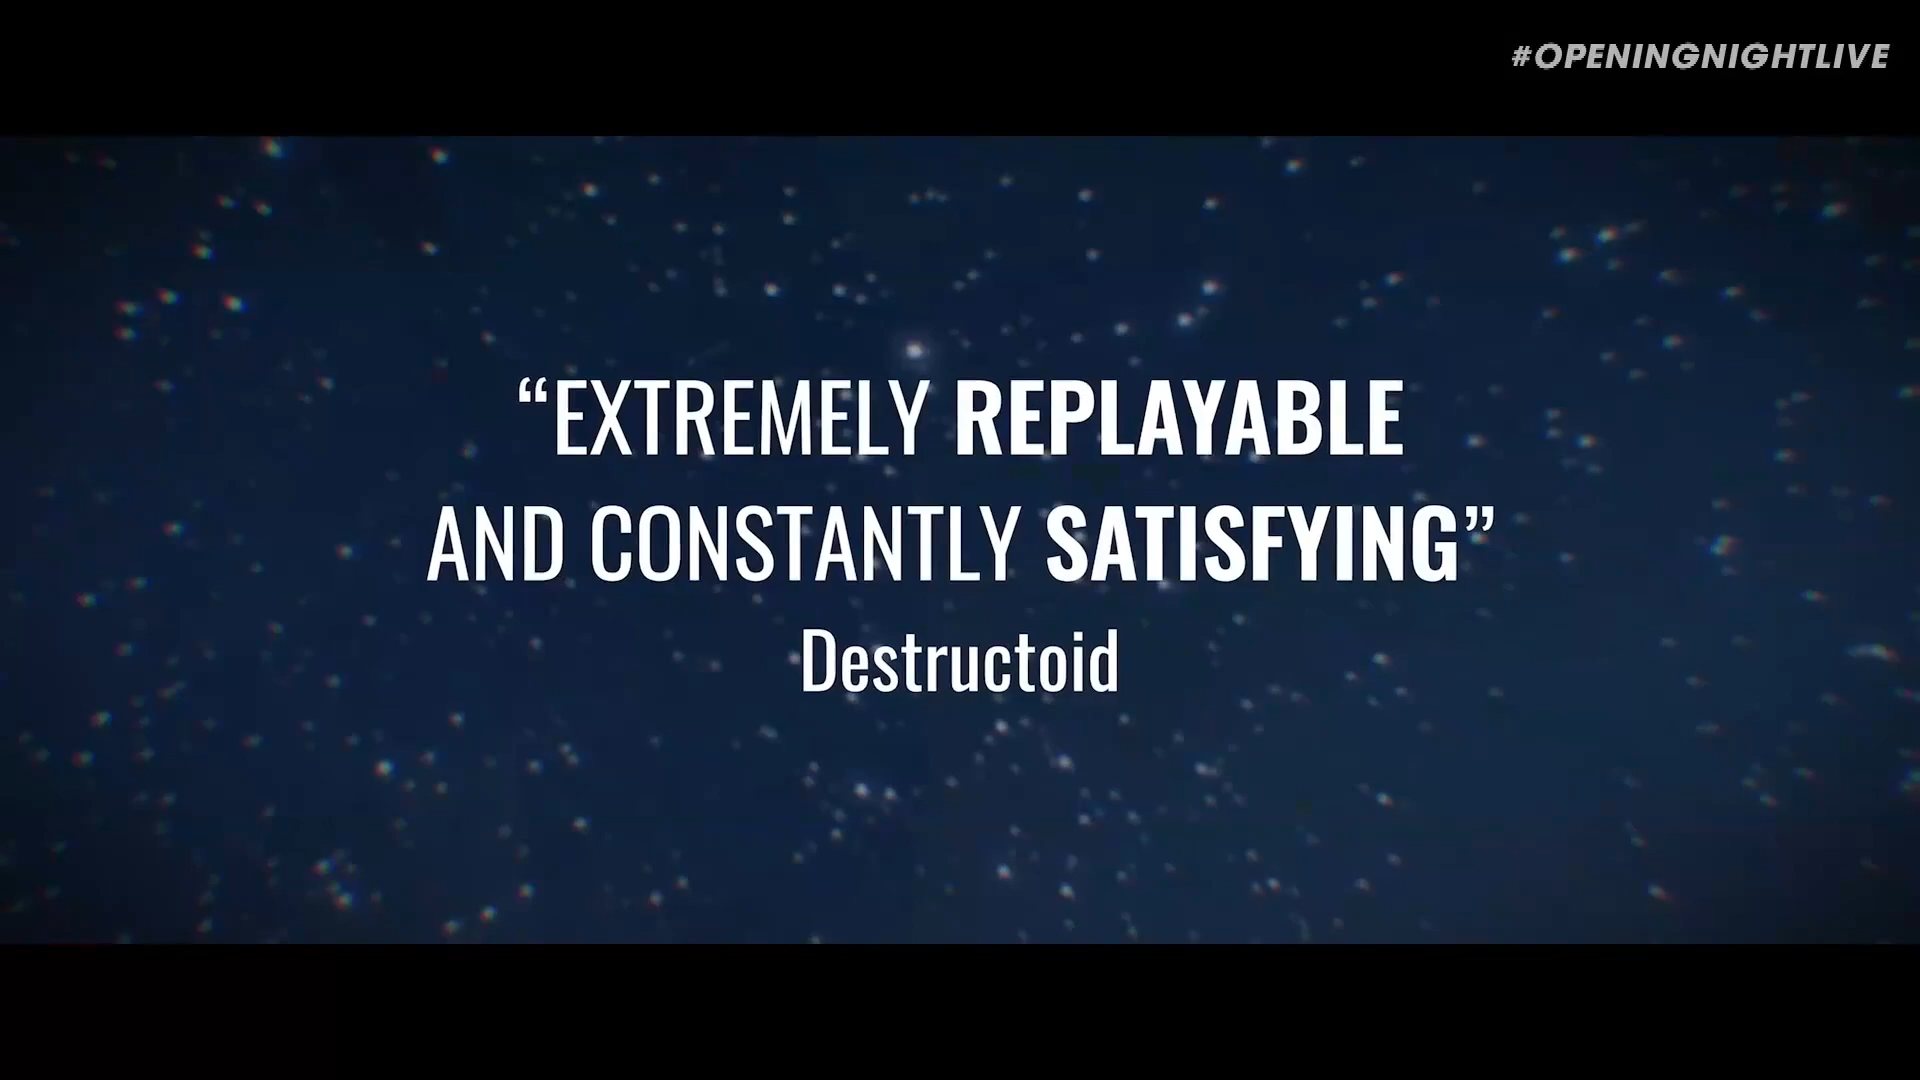 #OPENINGNIGHTLIVE
“EXTREMELY REPLAYABLE
AND CONSTANTLY SATISFYING”
Destructoid